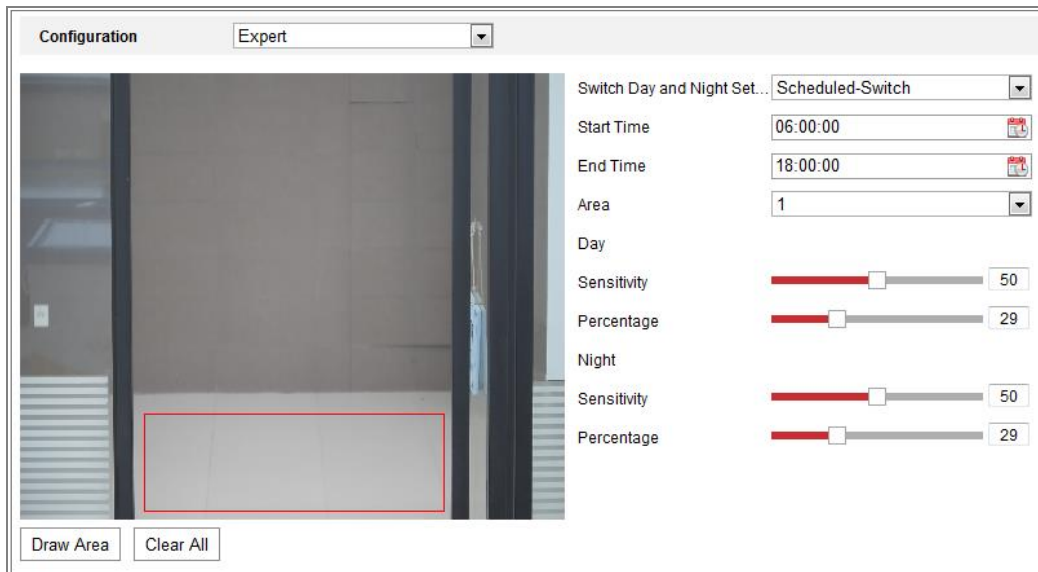 Configuration Expert
Switch Day and Night Set... Scheduled-Switch
Start Time 06:00:00
End Time 18:00:00
Area 1
Day
Sensitivity 50
Percentage 29
Night
Sensitivity 50
Percentage 29
Draw Area Clear All